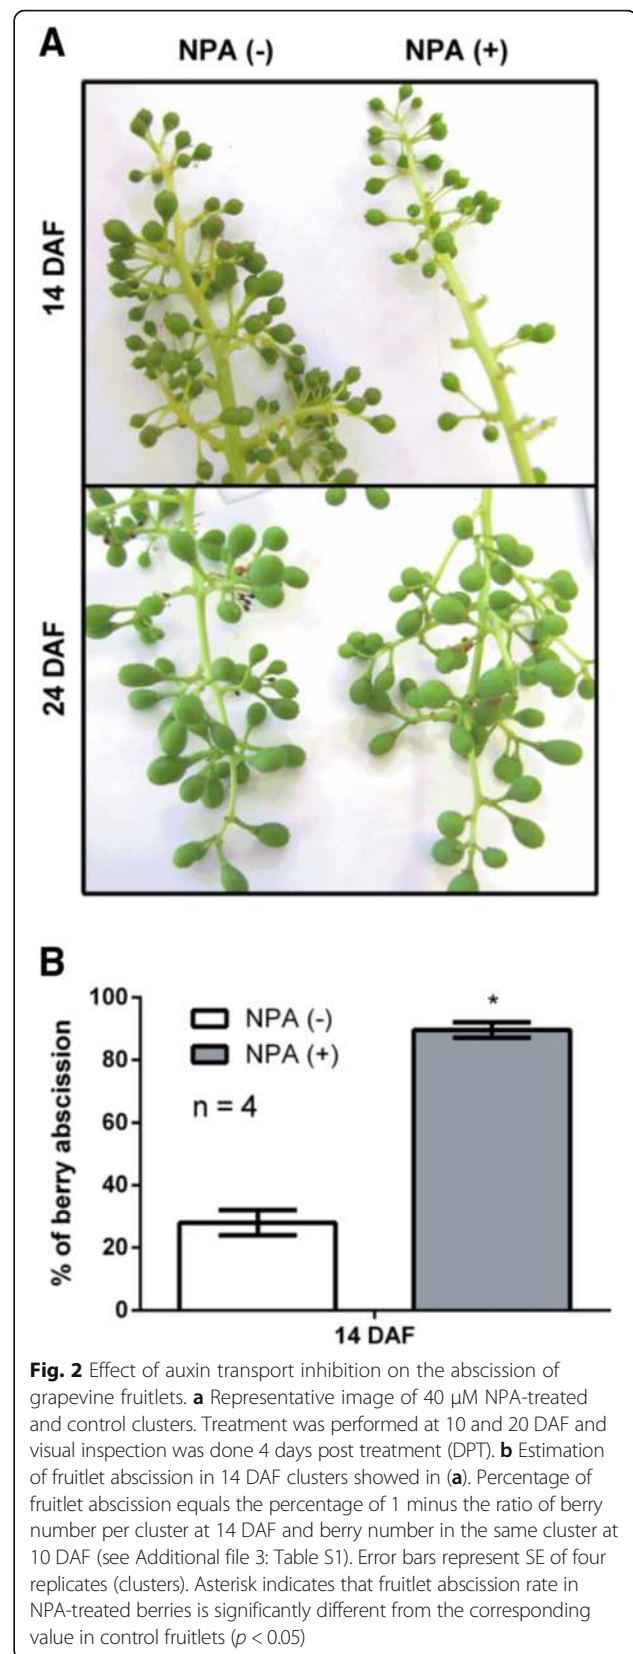 A
NPA (-) NPA (+)
14 DAF
24 DAF
B
100
80
60
40
20
0
% of berry abscission
NPA (-)
NPA (+)
n = 4
*
14 DAF
Fig. 2 Effect of auxin transport inhibition on the abscission of
grapevine fruitlets. a Representative image of 40 μM NPA-treated
and control clusters. Treatment was performed at 10 and 20 DAF and
visual inspection was done 4 days post treatment (DPT). b Estimation
of fruitlet abscission in 14 DAF clusters showed in (a). Percentage of
fruitlet abscission equals the percentage of 1 minus the ratio of berry
number per cluster at 14 DAF and berry number in the same cluster at
10 DAF (see Additional file 3: Table S1). Error bars represent SE of four
replicates (clusters). Asterisk indicates that fruitlet abscission rate in
NPA-treated berries is significantly different from the corresponding
value in control fruitlets (p < 0.05)